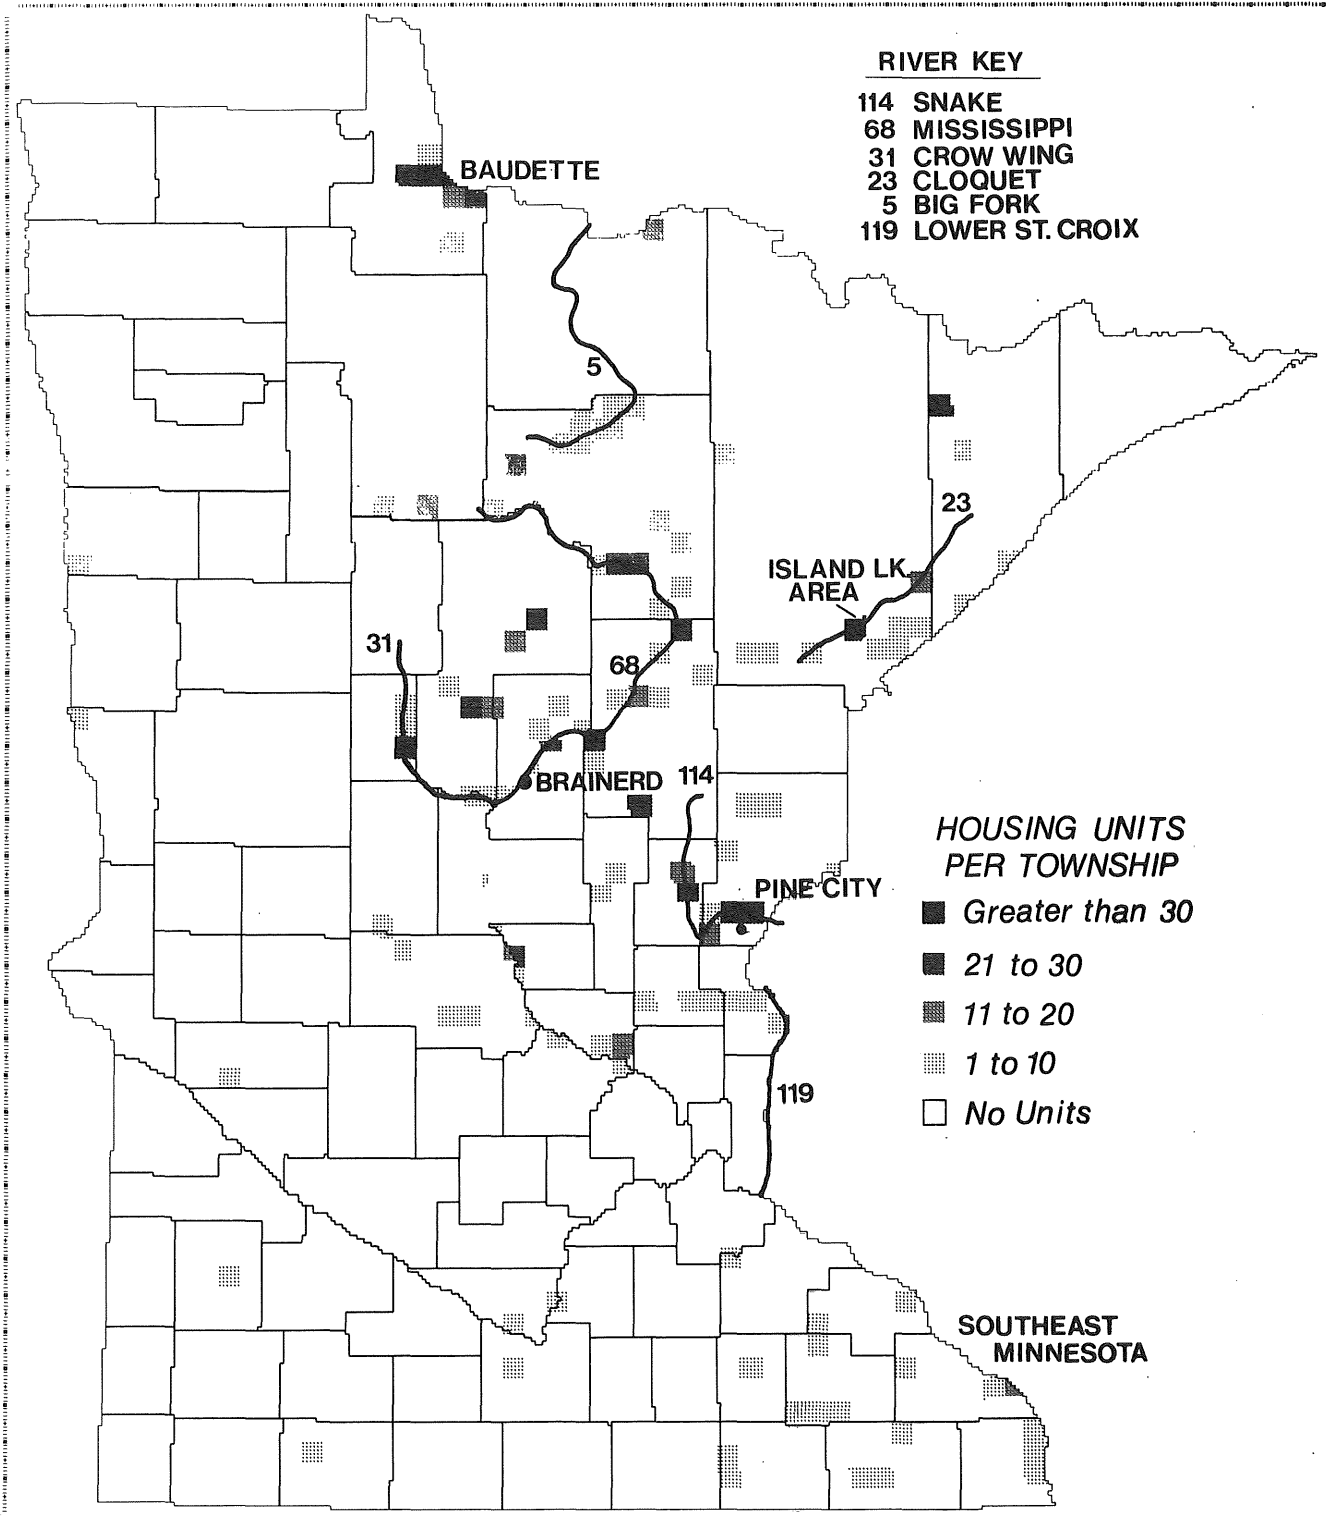 RIVER KEY
114 SNAKE
68 MISSISSIPPI
31 CROW WING
23 CLOQUET
5 BIG FORK
119 LOWER ST. CROIX
BAUDETTE
5
23
ISLAND LK.
AREA
31
68
BRAINERD
114
PINE CITY
HOUSING UNITS
PER TOWNSHIP
Greater than 30
21 to 30
11 to 20
1 to 10
No Units
119
SOUTHEAST
MINNESOTA